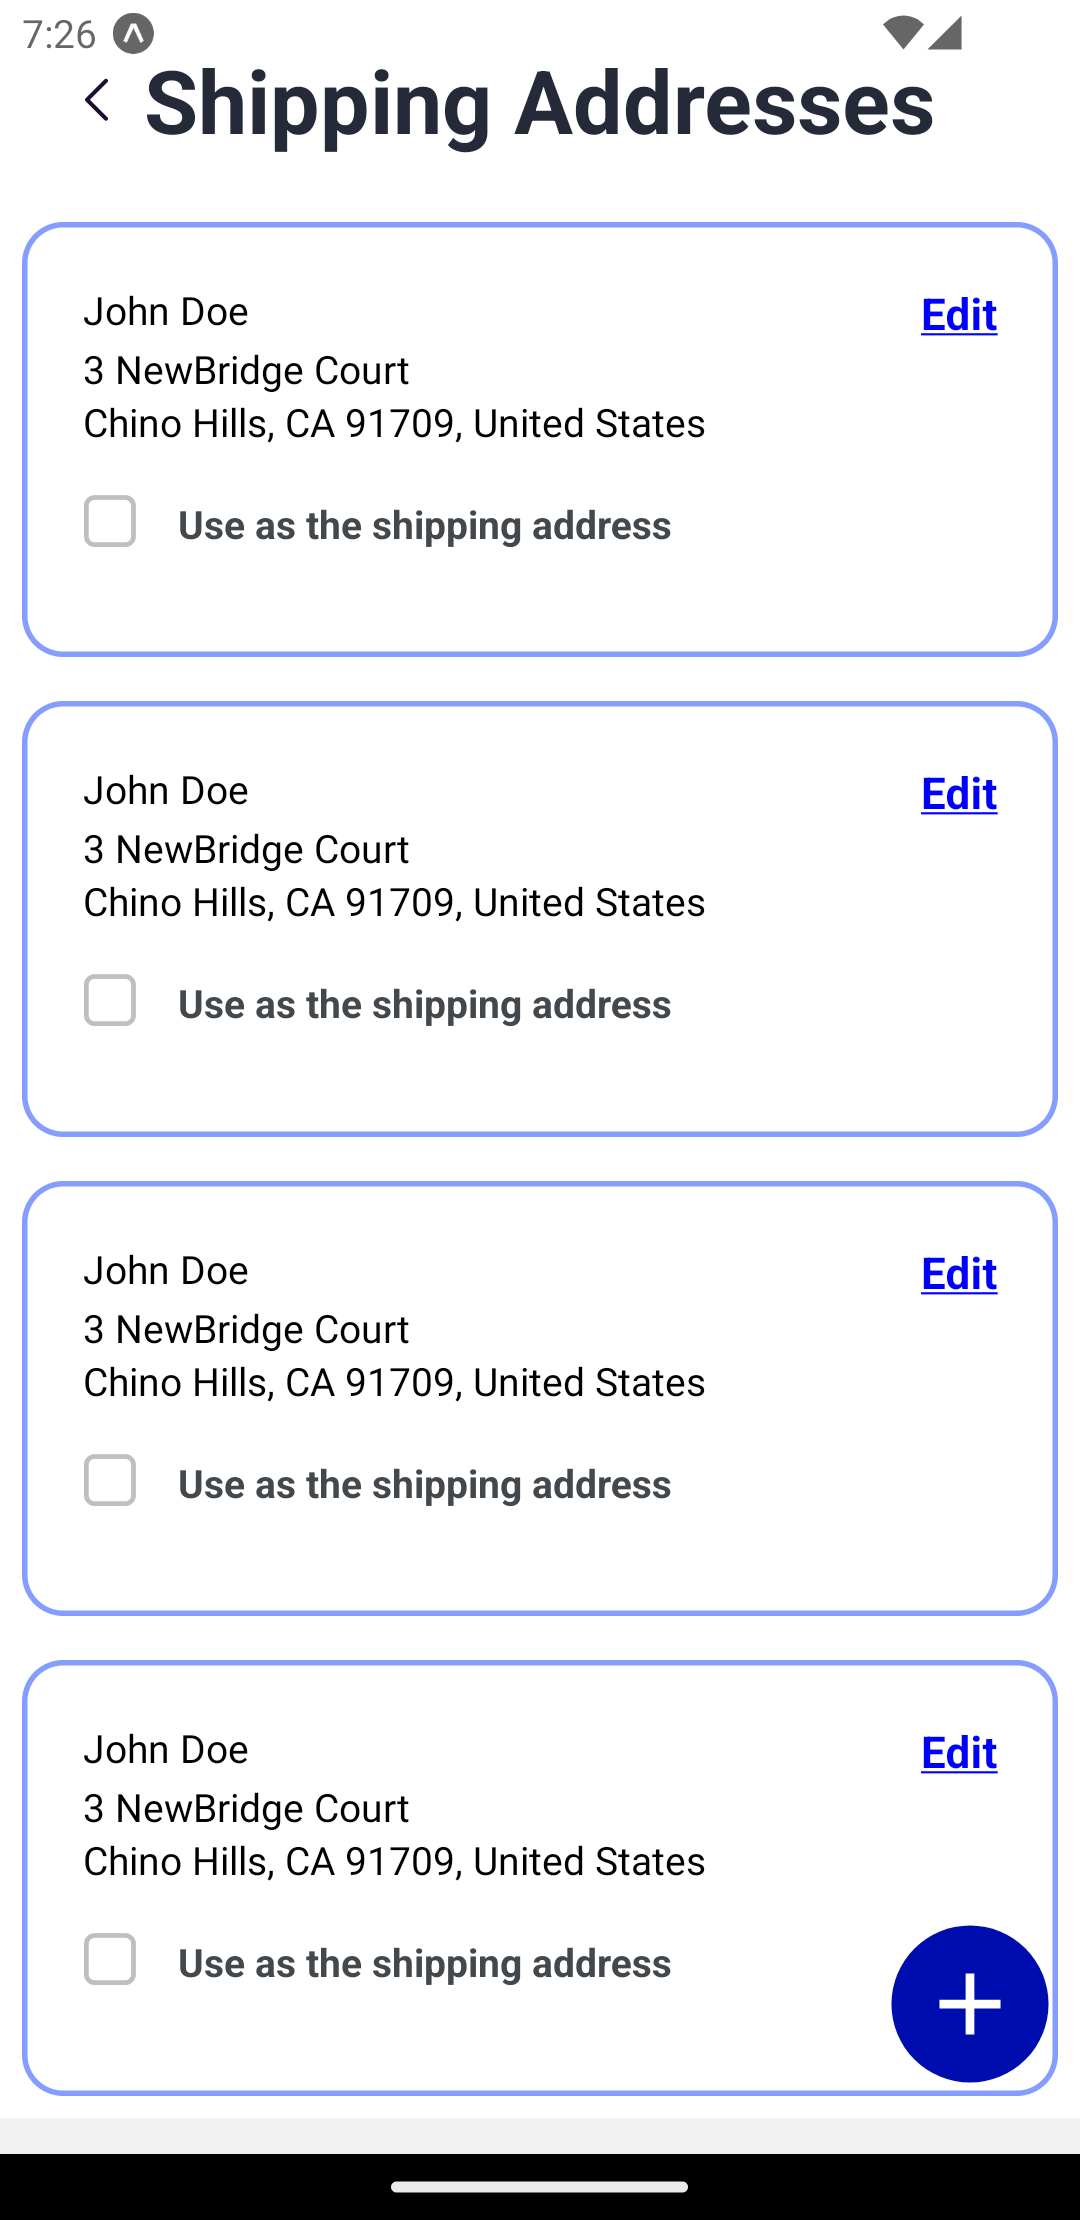 7:26
Shipping Addresses
John Doe
Edit
3 NewBridge Court
Chino Hills, CA 91709, United States
Use as the shipping address
John Doe
Edit
3 NewBridge Court
Chino Hills, CA 91709, United States
Use as the shipping address
John Doe
Edit
3 NewBridge Court
Chino Hills, CA 91709, United States
Use as the shipping address
John Doe
Edit
3 NewBridge Court
Chino Hills, CA 91709, United States
Use as the shipping address